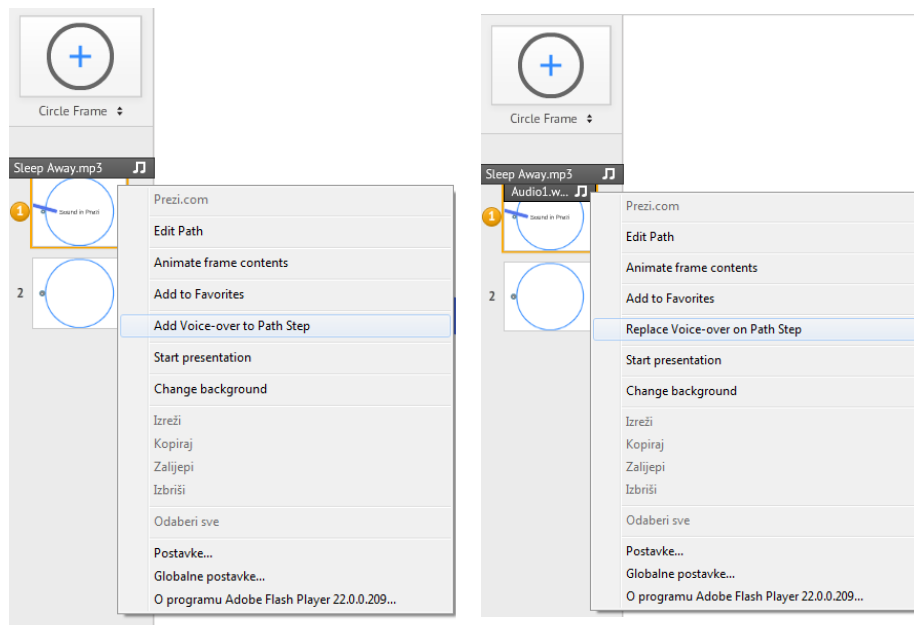 Circle Frame
Sleep Away.mp3
1
Sound in Prezi
2
Prezi.com
Edit Path
Animate frame contents
Add to Favorites
Add Voice-over to Path Step
Start presentation
Change background
Izreži
Kopiraj
Zalijepi
Izbriši
Odaberi sve
Postavke...
Globalne postavke...
O programu Adobe Flash Player 22.0.0.209...
Circle Frame
Sleep Away.mp3
Audio1.w...
1
Sound in Prezi
2
Prezi.com
Edit Path
Animate frame contents
Add to Favorites
Replace Voice-over on Path Step
Start presentation
Change background
Izreži
Kopiraj
Zalijepi
Izbriši
Odaberi sve
Postavke...
Globalne postavke...
O programu Adobe Flash Player 22.0.0.209...